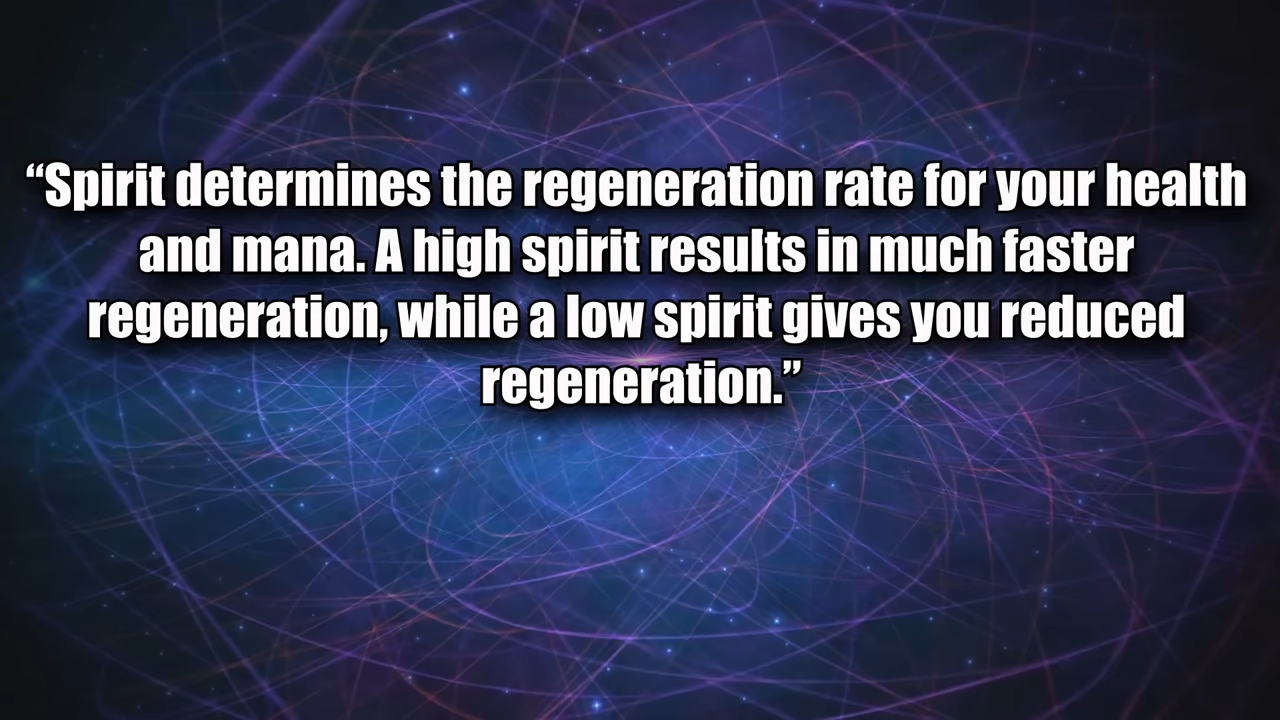 “Spirit determines the regeneration rate for your health
and mana. A high spirit results in much faster
regeneration, while a low spirit gives you reduced
regeneration.”